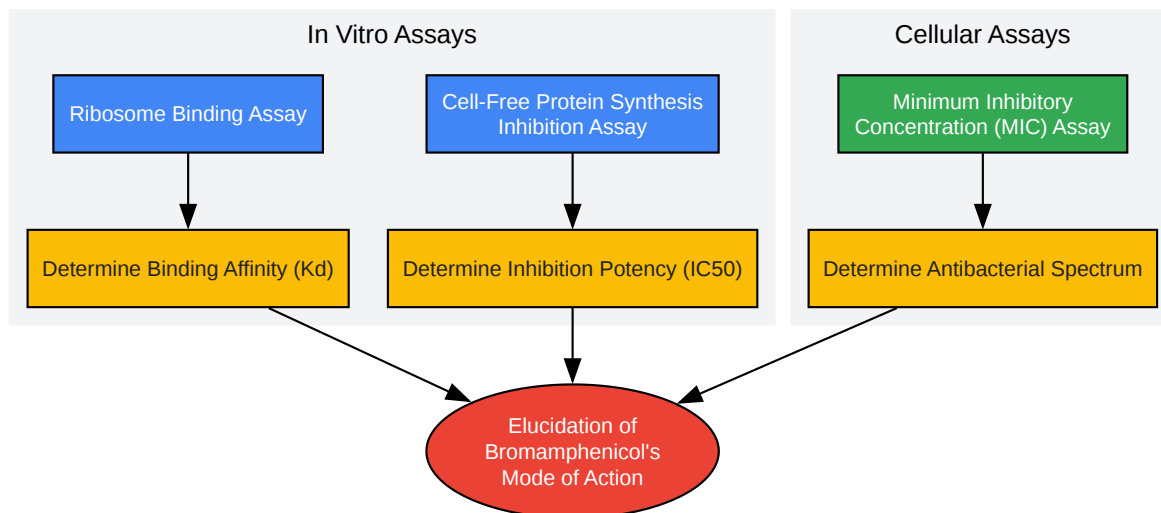 In Vitro Assays
Cellular Assays
Ribosome Binding Assay
Cell-Free Protein Synthesis
Inhibition Assay
Minimum Inhibitory
Concentration (MIC) Assay
Determine Binding Affinity (Kd)
Determine Inhibition Potency (IC50)
Determine Antibacterial Spectrum
Elucidation of
Bromamphenicol's
Mode of Action